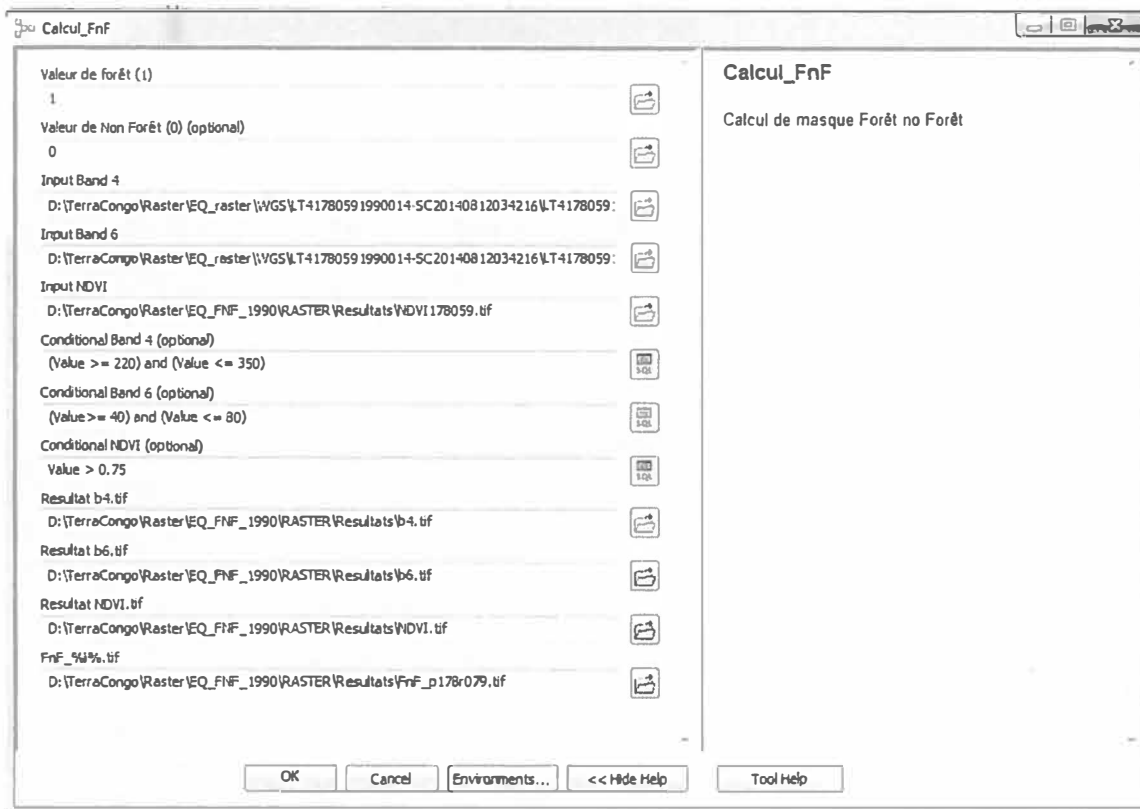 Calcul_FnF
Valeur de forêt (1)
1
Valeur de Non Forêt (0) (optional)
0
Input Band 4
D:\TerraCongo\Raster\EQ_raster\WGS\LT41780591990014-SC20140812034216\LT4178059:
Input Band 6
D:\TerraCongo\Raster\EQ_raster\WGS\LT41780591990014-SC20140812034216\LT4178059:
Input NDVI
D:\TerraCongo\Raster\EQ_FNF_1990\RASTER\Resultats\NDVI178059.tif
Conditional Band 4 (optional)
(Value >= 220) and (Value <= 350)
Conditional Band 6 (optional)
(Value>= 40) and (Value <= 80)
Conditional NDVI (optional)
Value > 0.75
Resultat b4.tif
D:\TerraCongo\Raster\EQ_FNF_1990\RASTER\Resultats\b4.tif
Resultat b6.tif
D:\TerraCongo\Raster\EQ_FNF_1990\RASTER\Resultats\b6.tif
Resultat NDVI.tif
D:\TerraCongo\Raster\EQ_FNF_1990\RASTER\Resultats\NDVI.tif
FnF_%i%.tif
D:\TerraCongo\Raster\EQ_FNF_1990\RASTER\Resultats\FnF_p178r079.tif
OK
Cancel
Environments...
<< Hide Help
Tool Help
Calcul_FnF
Calcul de masque Forêt no Forêt